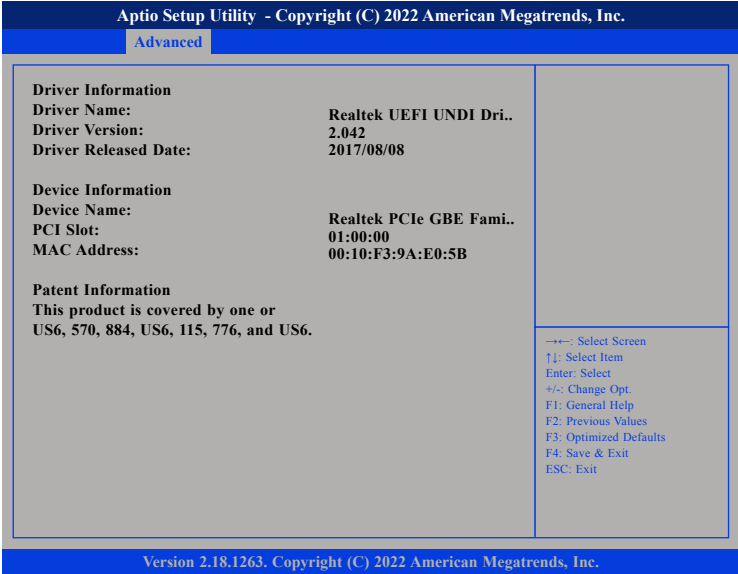 Aptio Setup Utility - Copyright (C) 2022 American Megatrends, Inc.
Advanced
Driver Information
Driver Name: Realtek UEFI UNDI Dri..
Driver Version: 2.042
Driver Released Date: 2017/08/08
Device Information
Device Name: Realtek PCIe GBE Fami..
PCI Slot: 01:00:00
MAC Address: 00:10:F3:9A:E0:5B
Patent Information
This product is covered by one or
US6, 570, 884, US6, 115, 776, and US6.
→←: Select Screen
↑↓: Select Item
Enter: Select
+/-: Change Opt.
F1: General Help
F2: Previous Values
F3: Optimized Defaults
F4: Save & Exit
ESC: Exit
Version 2.18.1263. Copyright (C) 2022 American Megatrends, Inc.